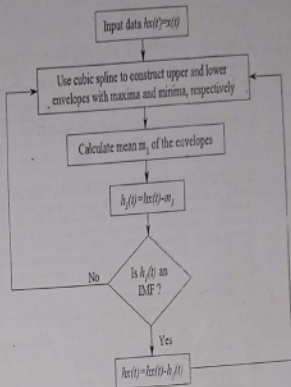 Input data hx(t)=x(t)
Use cubic spline to construct upper and lower
envelopes with maxima and minima, respectively
Calculate mean m₁ of the envelopes
h₁(t)=hx(t)-m₁
Is h₁(t) an
IMF ?
No
Yes
hx(t)=hx(t)-h₁(t)